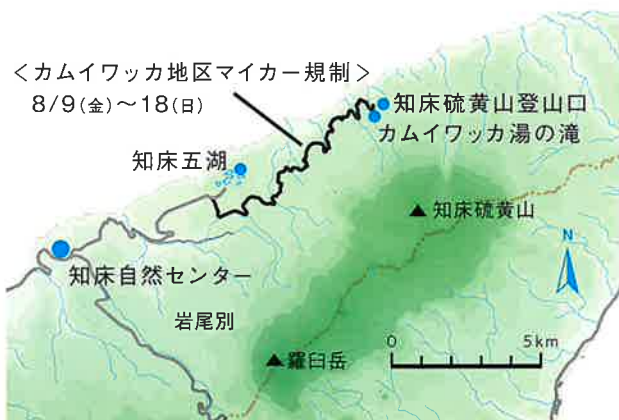 <カムイワッカ地区マイカー規制>
8/9(金)～18(日)
知床硫黄山登山口
カムイワッカ湯の滝
知床五湖
知床硫黄山
知床自然センター
N
岩尾別
羅臼岳
0 5km